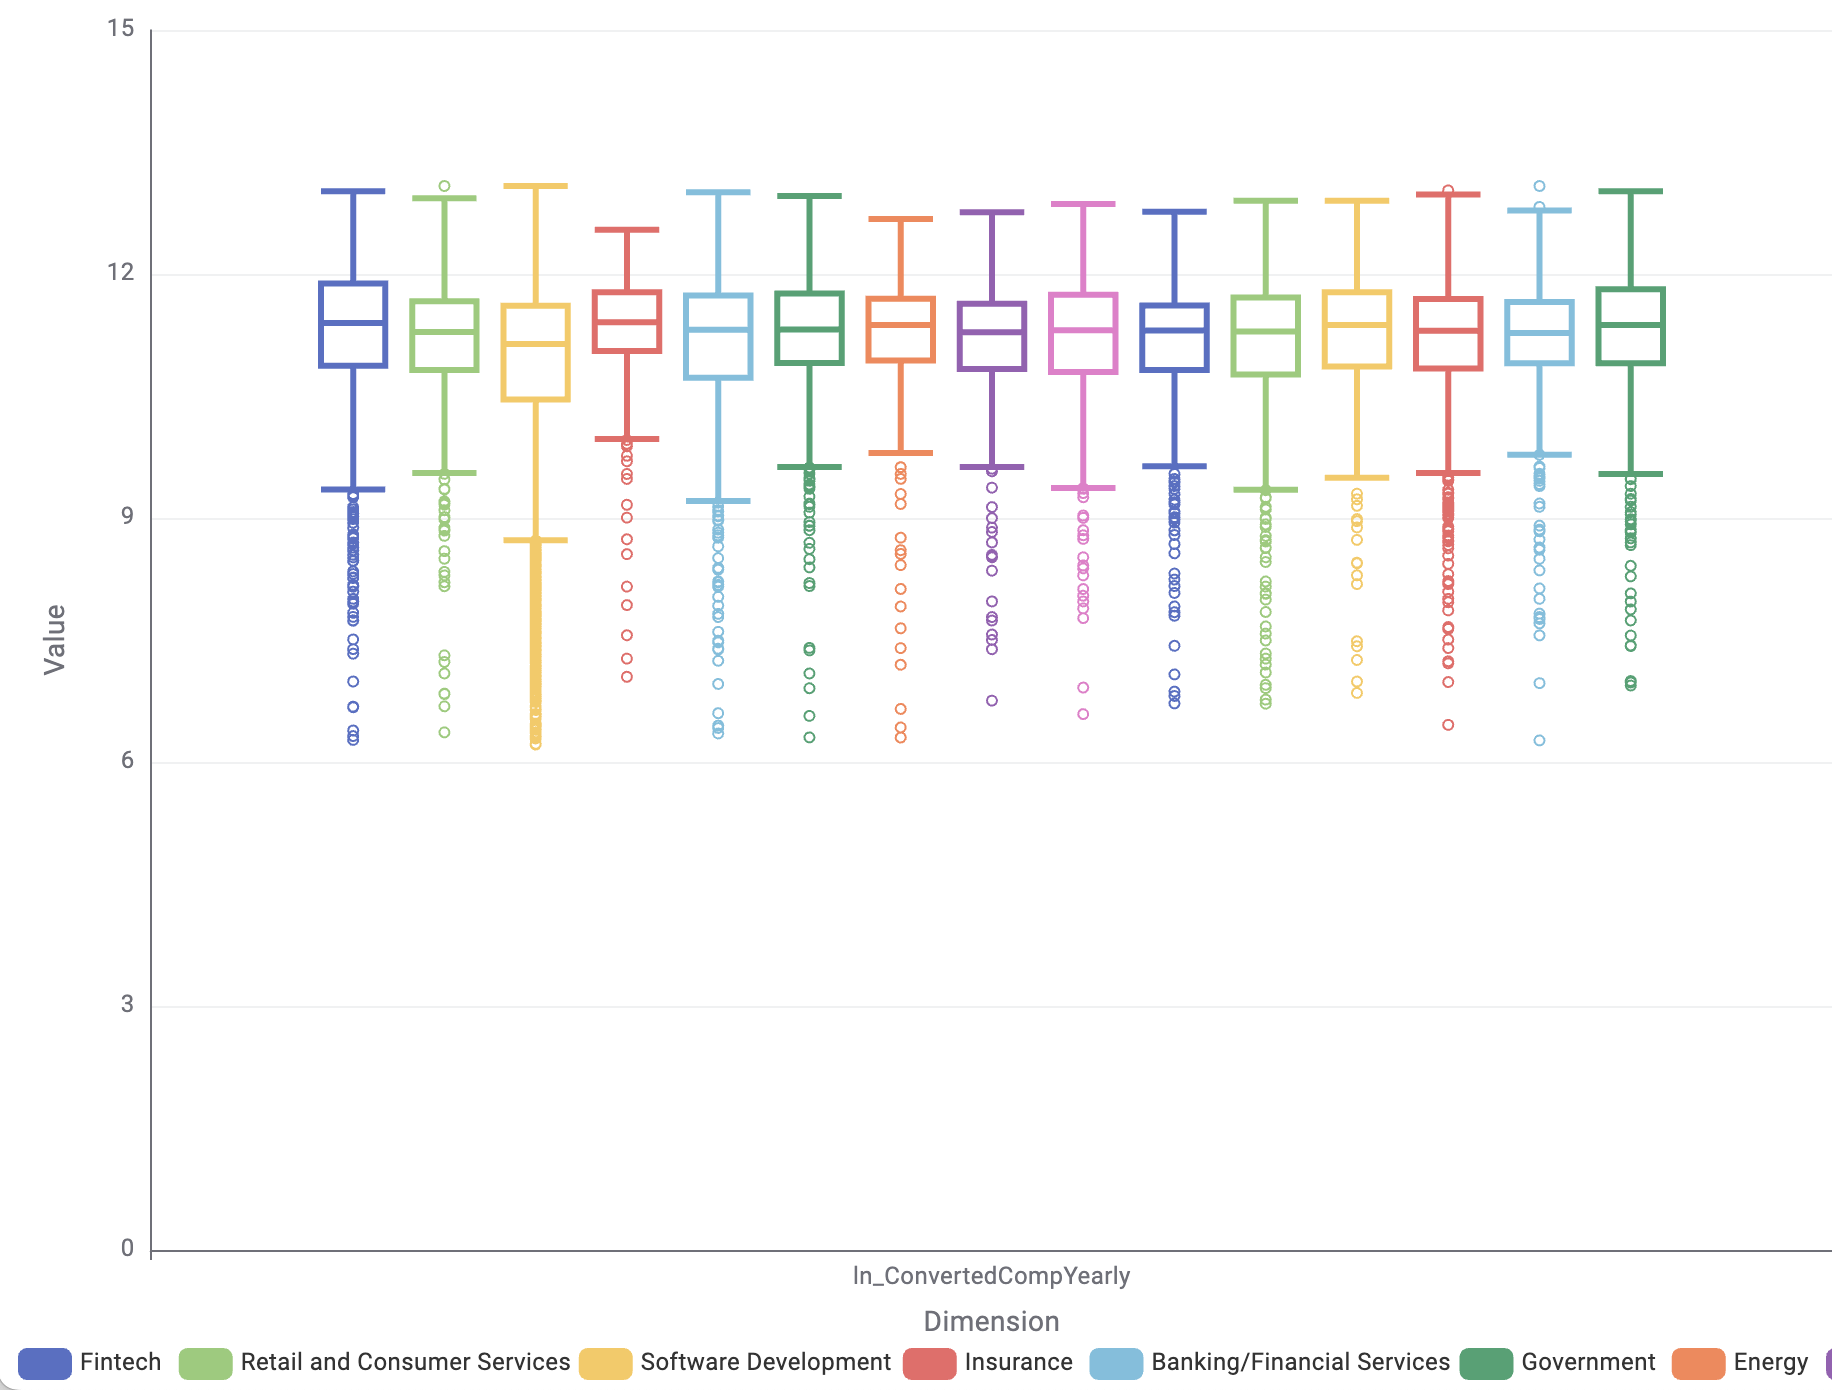 15
12
9
6
3
0
Value
ln_ConvertedCompYearly
Dimension
Fintech Retail and Consumer Services Software Development Insurance Banking/Financial Services Government Energy